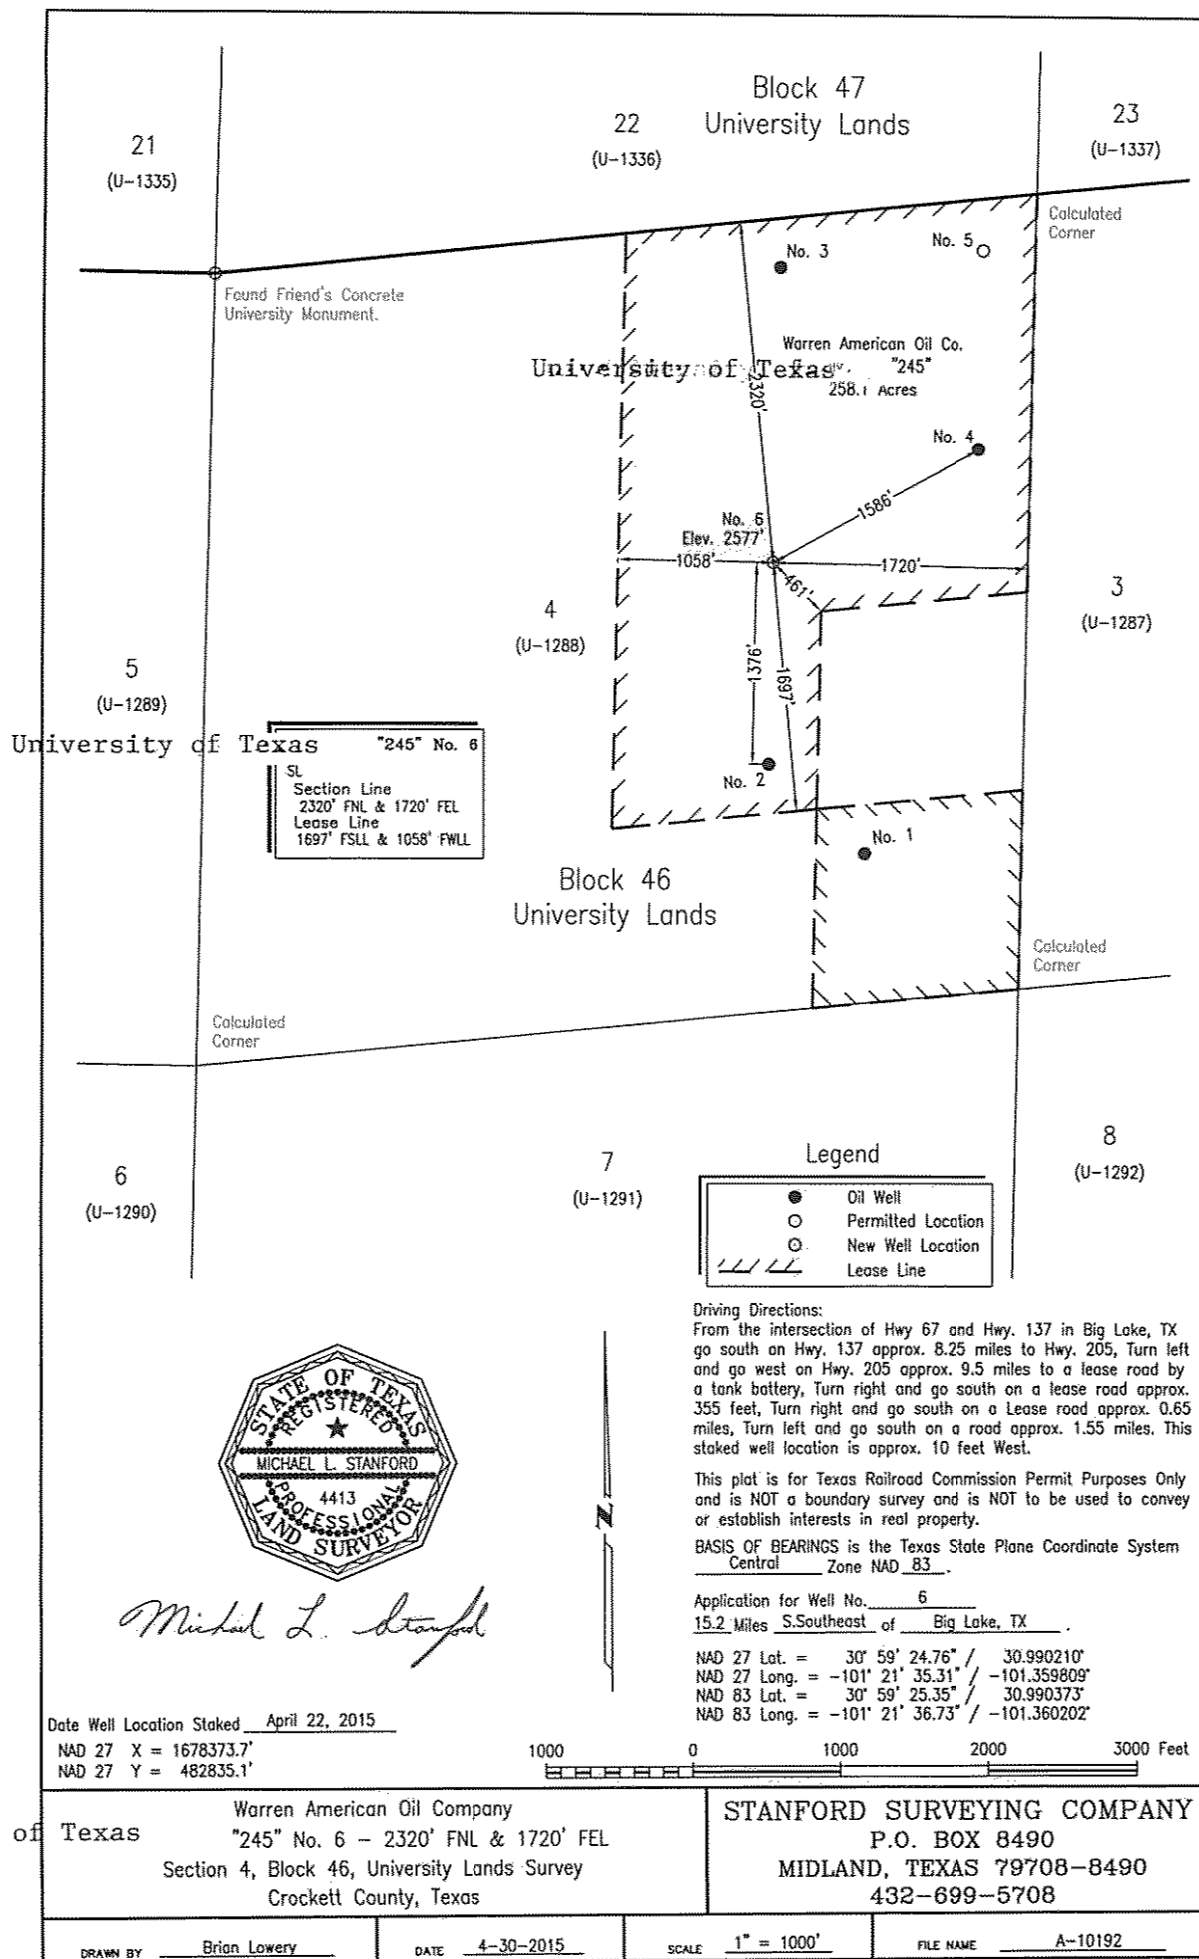 Block 47
University Lands
21
(U-1335)
22
(U-1336)
23
(U-1337)
Calculated
Corner
No. 3
No. 5
Found Friend's Concrete
University Monument.
Warren American Oil Co.
University of Texas "245"
258.1 Acres
2320'
No. 4
1586'
No. 6
Elev. 2577'
1058'
1720'
461'
4
(U-1288)
3
(U-1287)
5
(U-1289)
1376'
1697'
University of Texas "245" No. 6
SL
Section Line
2320' FNL & 1720' FEL
Lease Line
1697' FSLL & 1058' FWLL
No. 2
No. 1
Block 46
University Lands
Calculated
Corner
Calculated
Corner
6
(U-1290)
7
(U-1291)
8
(U-1292)
Legend
Oil Well
Permitted Location
New Well Location
Lease Line
Driving Directions:
From the intersection of Hwy 67 and Hwy. 137 in Big Lake, TX
go south on Hwy. 137 approx. 8.25 miles to Hwy. 205, Turn left
and go west on Hwy. 205 approx. 9.5 miles to a lease road by
a tank battery, Turn right and go south on a lease road approx.
355 feet, Turn right and go south on a Lease road approx. 0.65
miles, Turn left and go south on a road approx. 1.55 miles. This
staked well location is approx. 10 feet West.
This plat is for Texas Railroad Commission Permit Purposes Only
and is NOT a boundary survey and is NOT to be used to convey
or establish interests in real property.
BASIS OF BEARINGS is the Texas State Plane Coordinate System
Central Zone NAD 83.
Application for Well No. 6
15.2 Miles S.Southeast of Big Lake, TX .
NAD 27 Lat. = 30° 59' 24.76" / 30.990210°
NAD 27 Long. = -101° 21' 35.31" / -101.359809°
NAD 83 Lat. = 30° 59' 25.35" / 30.990373°
NAD 83 Long. = -101° 21' 36.73" / -101.360202°
STATE OF TEXAS
REGISTERED
MICHAEL L. STANFORD
4413
PROFESSIONAL
LAND SURVEYOR
Michael L. Stanford
N
Date Well Location Staked April 22, 2015
NAD 27 X = 1678373.7'
NAD 27 Y = 482835.1'
1000 0 1000 2000 3000 Feet
Warren American Oil Company
of Texas "245" No. 6 - 2320' FNL & 1720' FEL
Section 4, Block 46, University Lands Survey
Crockett County, Texas
STANFORD SURVEYING COMPANY
P.O. BOX 8490
MIDLAND, TEXAS 79708-8490
432-699-5708
DRAWN BY Brian Lowery
DATE 4-30-2015
SCALE 1" = 1000'
FILE NAME A-10192